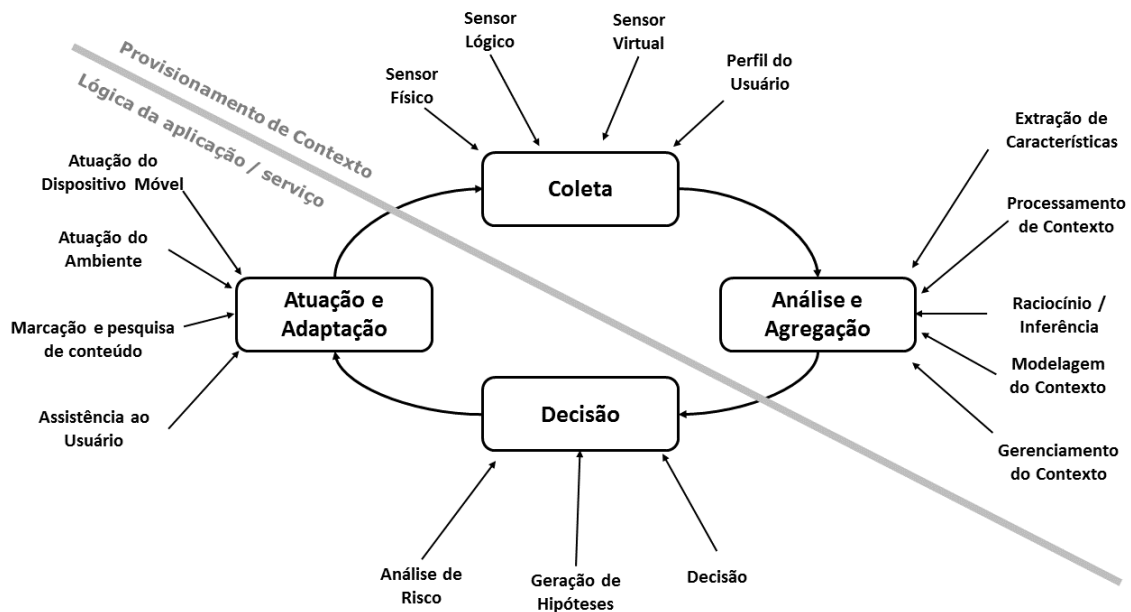 Sensor
Lógico
Sensor
Virtual
Perfil do
Usuário
Sensor
Físico
Provisionamento de Contexto
Lógica da aplicação / serviço
Coleta
Extração de
Características
Processamento
de Contexto
Raciocínio /
Inferência
Modelagem
do Contexto
Gerenciamento
do Contexto
Análise e
Agregação
Atuação do
Dispositivo Móvel
Atuação do
Ambiente
Marcação e pesquisa
de conteúdo
Assistência ao
Usuário
Atuação e
Adaptação
Decisão
Análise de
Risco
Geração de
Hipóteses
Decisão